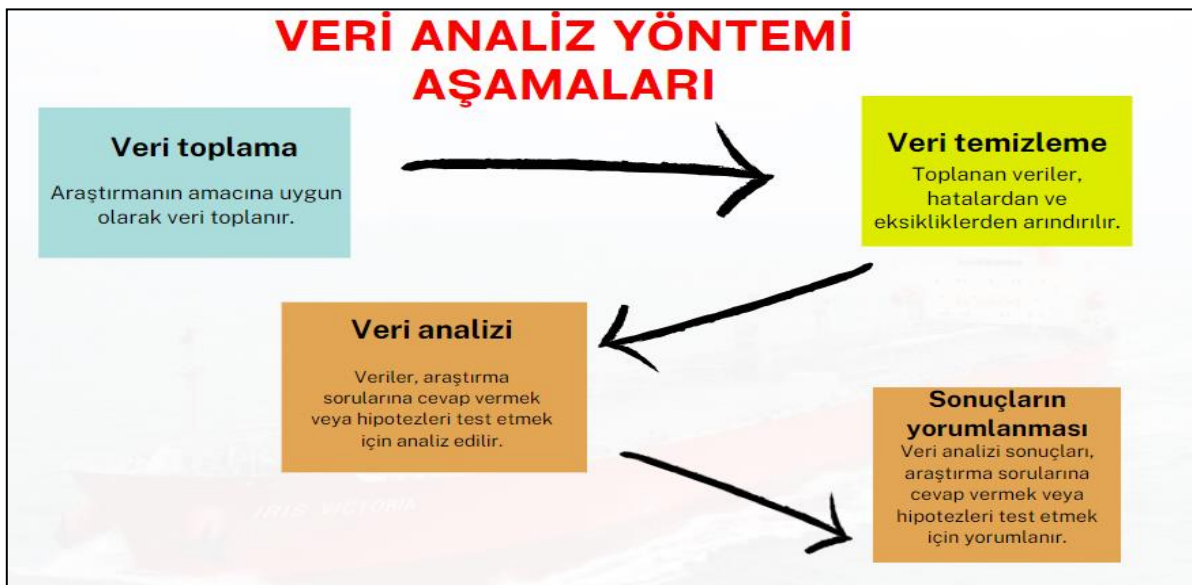 VERİ ANALİZ YÖNTEMİ
AŞAMALARI
Veri toplama
Araştırmanın amacına uygun
olarak veri toplanır.
Veri temizleme
Toplanan veriler,
hatalardan ve
eksikliklerden arındırılır.
Veri analizi
Veriler, araştırma
sorularına cevap vermek
veya hipotezleri test etmek
için analiz edilir.
Sonuçların
yorumlanması
Veri analizi sonuçları,
araştırma sorularına
cevap vermek veya
hipotezleri test etmek
için yorumlanır.
IRIS VICTORIA